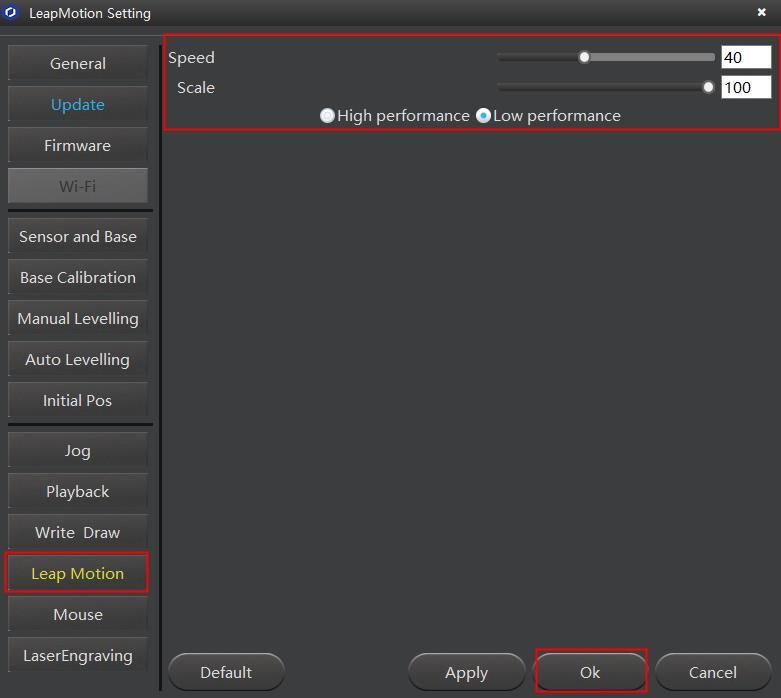 LeapMotion Setting
General
Update
Firmware
Wi-Fi
Sensor and Base
Base Calibration
Manual Levelling
Auto Levelling
Initial Pos
Jog
Playback
Write  Draw
Leap Motion
Mouse
LaserEngraving
Speed 40
Scale 100
High performance Low performance
Default Apply Ok Cancel